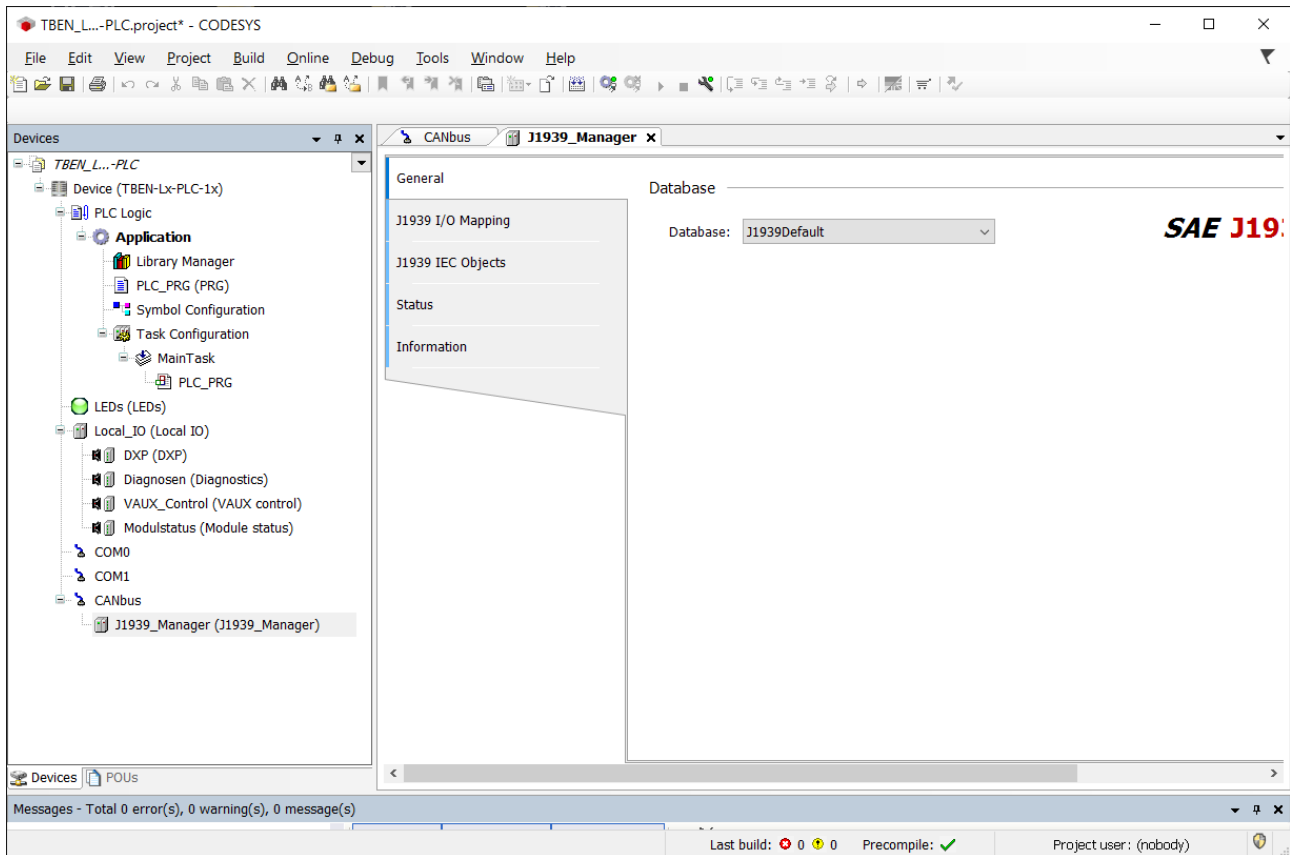 TBEN_L...-PLC.project* - CODESYS
File Edit View Project Build Online Debug Tools Window Help
Devices
CANbus J1939_Manager
TBEN_L...-PLC
Device (TBEN-Lx-PLC-1x)
PLC Logic
Application
Library Manager
PLC_PRG (PRG)
Symbol Configuration
Task Configuration
MainTask
PLC_PRG
LEDs (LEDs)
Local_IO (Local IO)
DXP (DXP)
Diagnosen (Diagnostics)
VAUX_Control (VAUX control)
Modulstatus (Module status)
COM0
COM1
CANbus
J1939_Manager (J1939_Manager)
General
J1939 I/O Mapping
J1939 IEC Objects
Status
Information
Database
Database: J1939Default
SAE J193
Devices POUs
Messages - Total 0 error(s), 0 warning(s), 0 message(s)
Last build: 0 0 Precompile: Project user: (nobody)